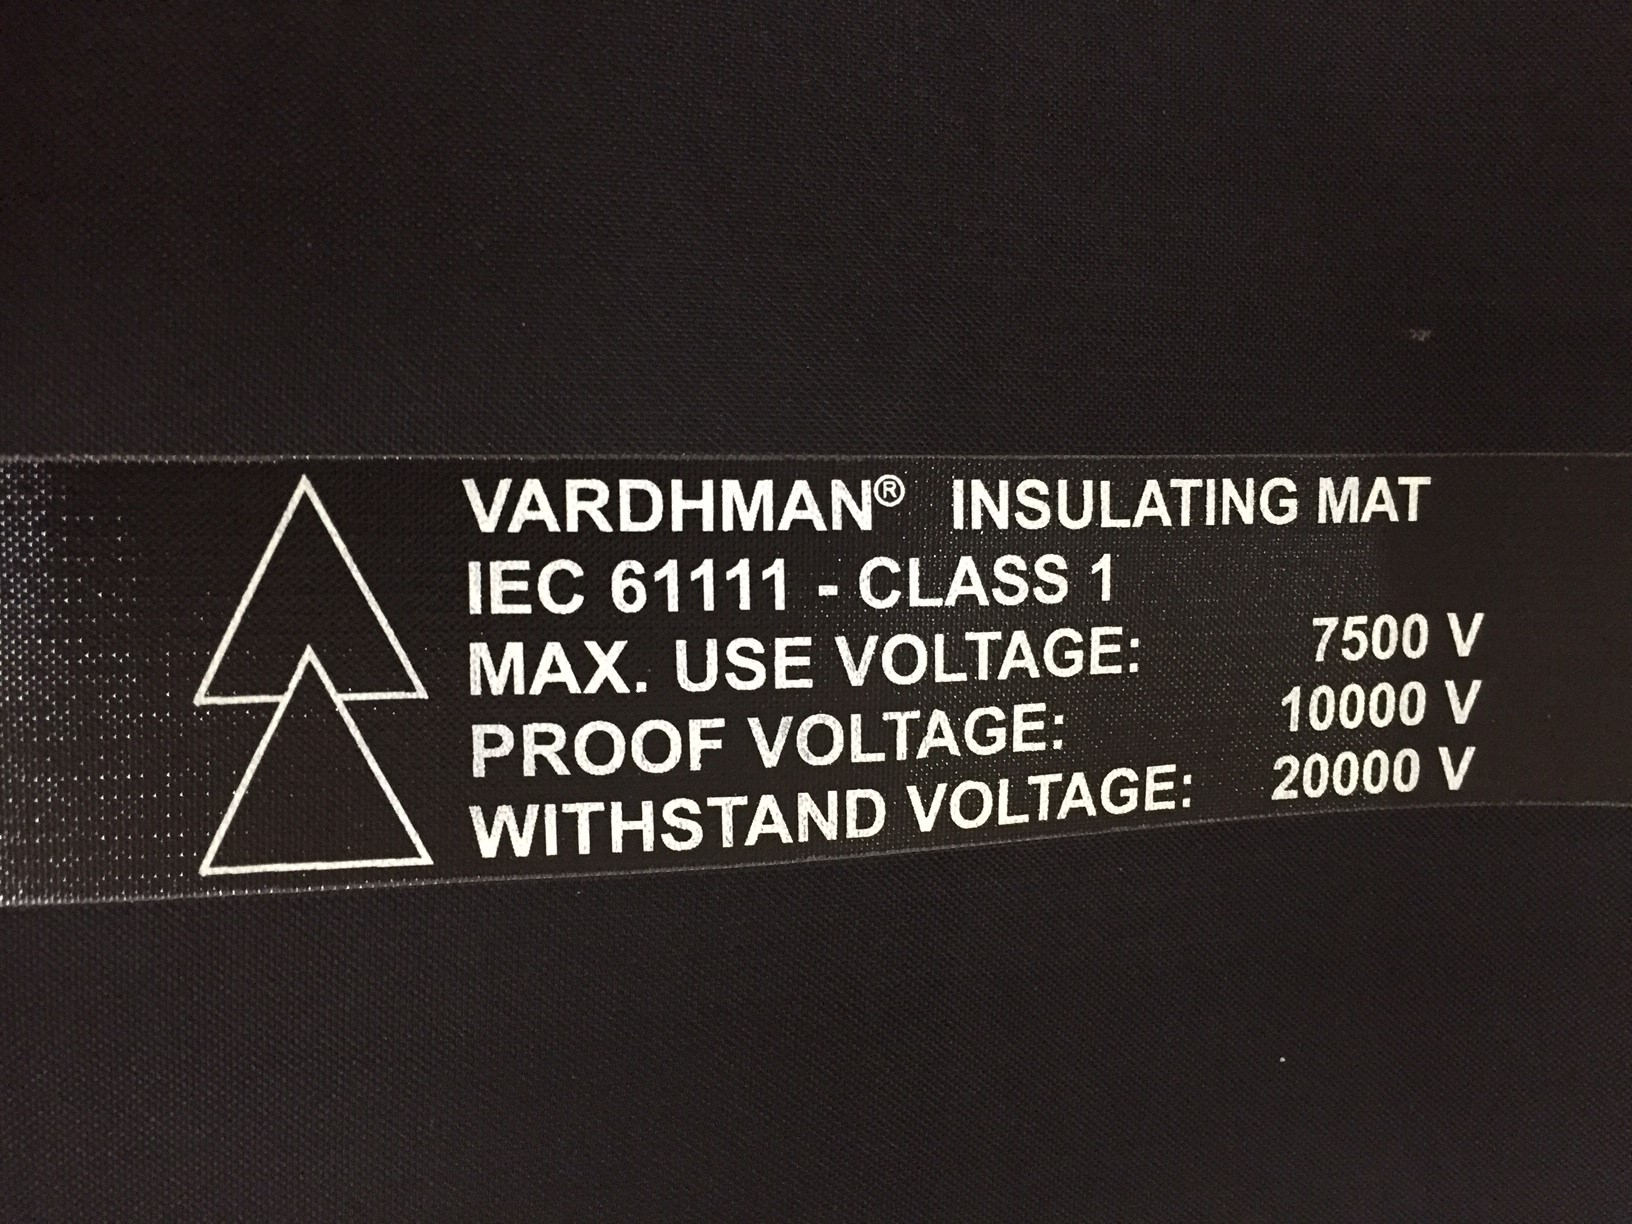 VARDHMAN® INSULATING MAT
IEC 61111 - CLASS 1
MAX. USE VOLTAGE: 7500 V
PROOF VOLTAGE: 10000 V
WITHSTAND VOLTAGE: 20000 V